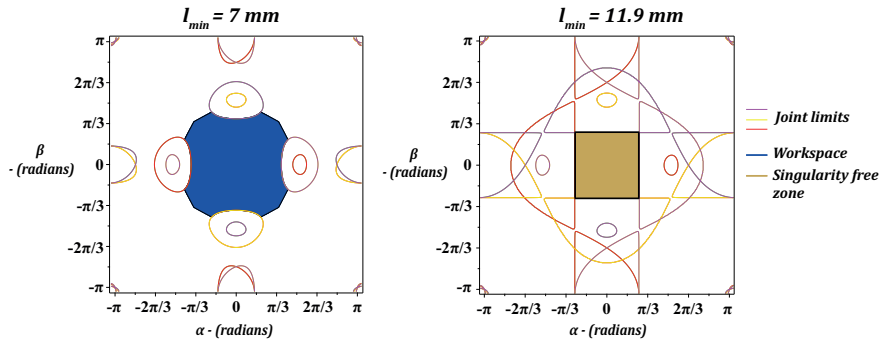 l_min = 7 mm
l_min = 11.9 mm
π
2π/3
π/3
0
-π/3
-2π/3
-π
β
- (radians)
-π
-2π/3
-π/3
0
π/3
2π/3
π
α - (radians)
π
2π/3
π/3
0
-π/3
-2π/3
-π
β
- (radians)
-π
-2π/3
-π/3
0
π/3
2π/3
π
α - (radians)
Joint limits
Workspace
Singularity free
zone